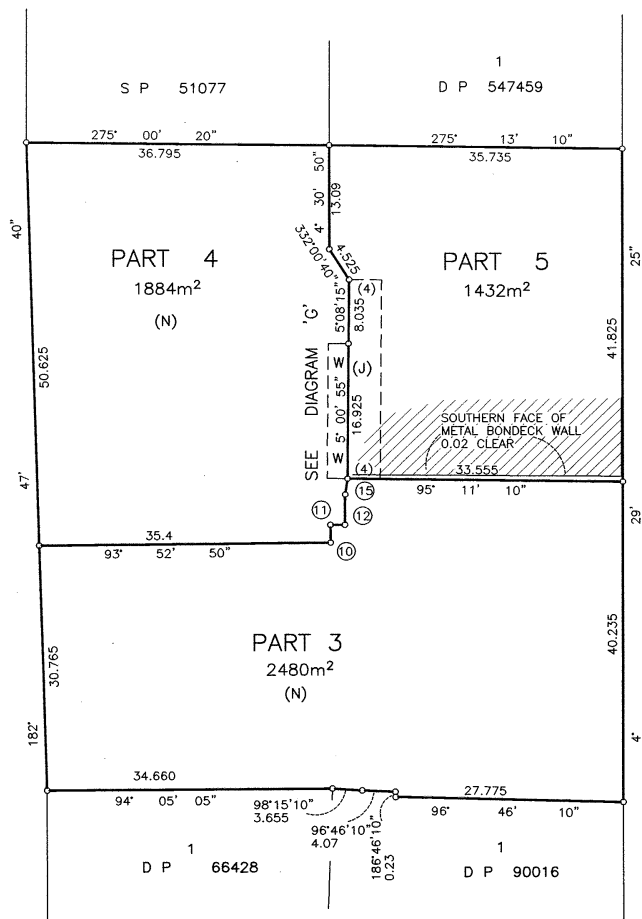 1
S P 51077
D P 547459
275° 00' 20"
36.795
275° 13' 10"
35.735
50"
30'
4°
13.09
332°00'40"
4.525
40"
PART 4
1884m²
(N)
PART 5
1432m²
25"
(4)
5°08'15"
8.035
SEE DIAGRAM 'G'
W
(J)
5° 00' 55"
16.925
W
50.625
41.825
SOUTHERN FACE OF
METAL BONDECK WALL
0.02 CLEAR
(4)
33.555
95° 11' 10"
15
47'
11
12
29'
35.4
93° 52' 50"
10
PART 3
2480m²
(N)
30.765
40.235
182°
4°
34.660
94° 05' 05"
98°15'10"
3.655
96°46'10"
4.07
186°46'10"
0.23
27.775
96° 46' 10"
1
D P 66428
1
D P 90016